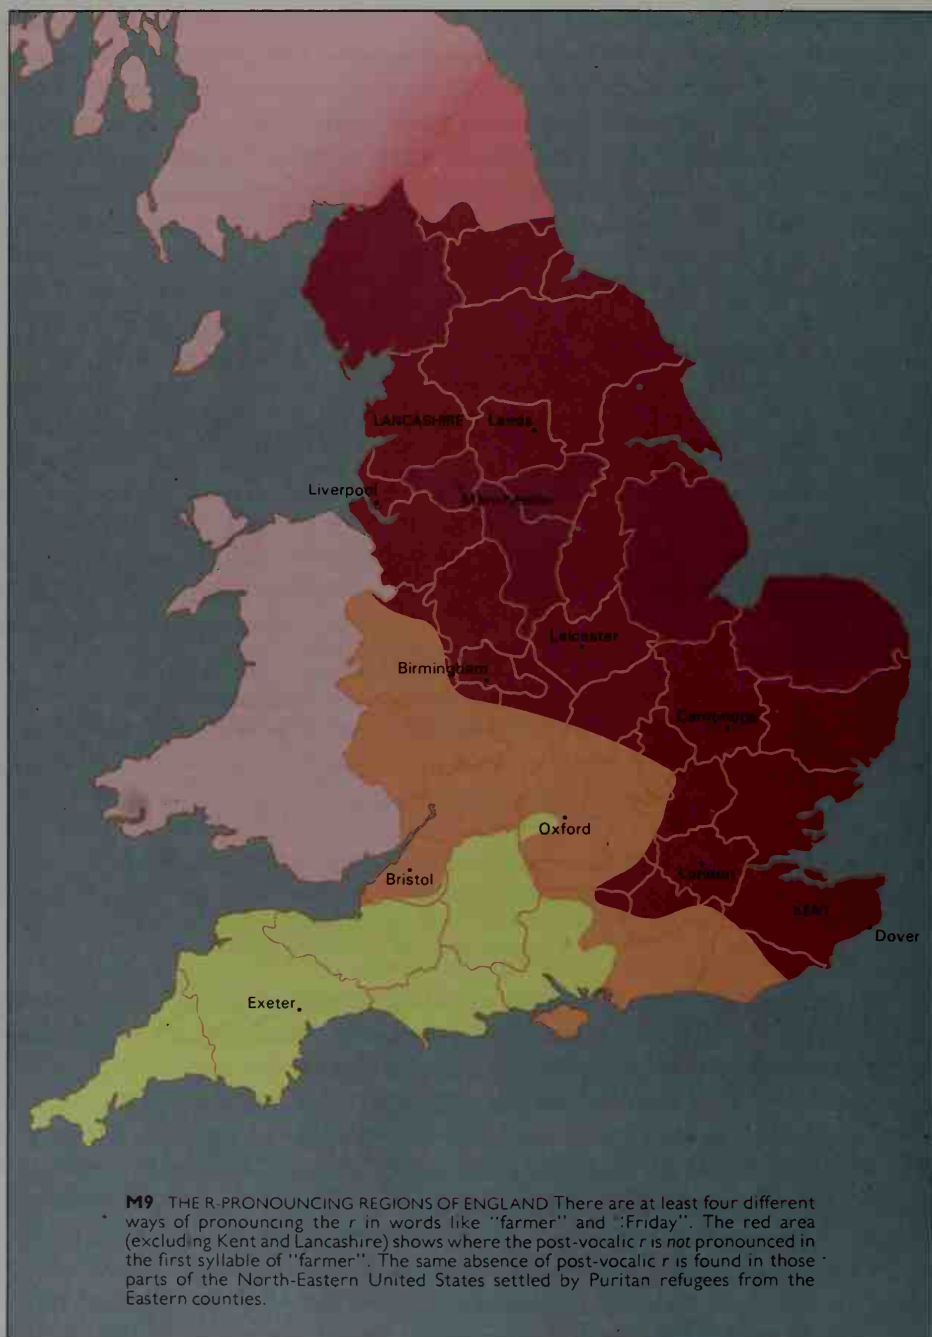 LANCASHIRE
Leeds
Liverpool
Manchester
Leicester
Birmingham
Cambridge
Oxford
London
Bristol
KENT
Dover
Exeter
M9 THE R-PRONOUNCING REGIONS OF ENGLAND There are at least four different
ways of pronouncing the r in words like "farmer" and "Friday". The red area
(excluding Kent and Lancashire) shows where the post-vocalic r is not pronounced in
the first syllable of "farmer". The same absence of post-vocalic r is found in those
parts of the North-Eastern United States settled by Puritan refugees from the
Eastern counties.